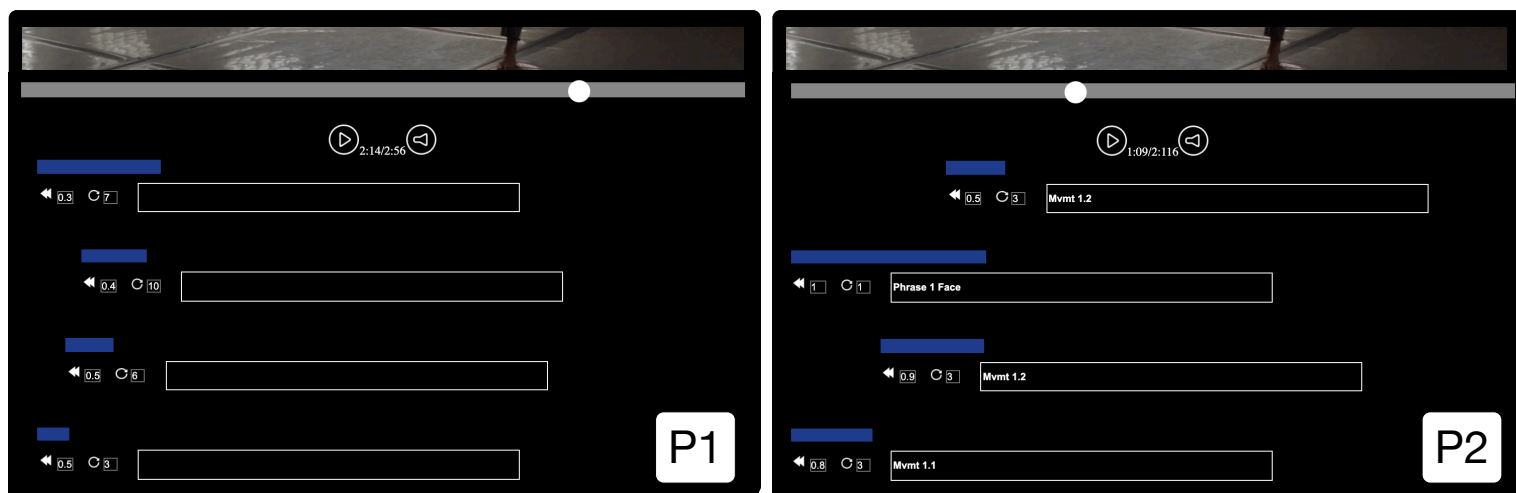 2:14/2:56
0.3 7
0.4 10
0.5 6
0.5 3
P1
1:09/2:116
0.5 3 Mvmt 1.2
1 1 Phrase 1 Face
0.9 3 Mvmt 1.2
0.8 3 Mvmt 1.1
P2